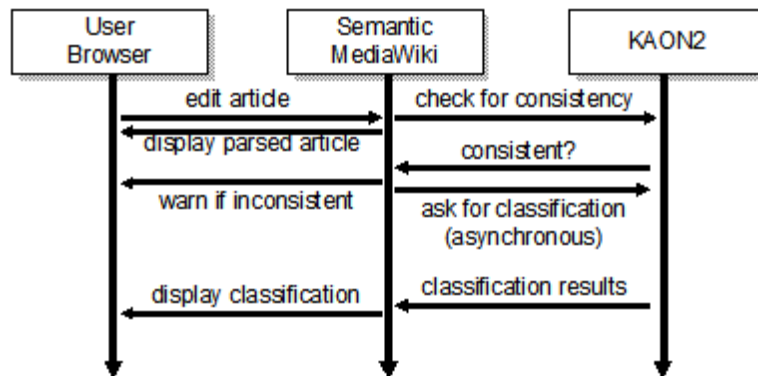 User
Browser
Semantic
MediaWiki
KAON2
edit article
check for consistency
display parsed article
consistent?
warn if inconsistent
ask for classification
(asynchronous)
display classification
classification results